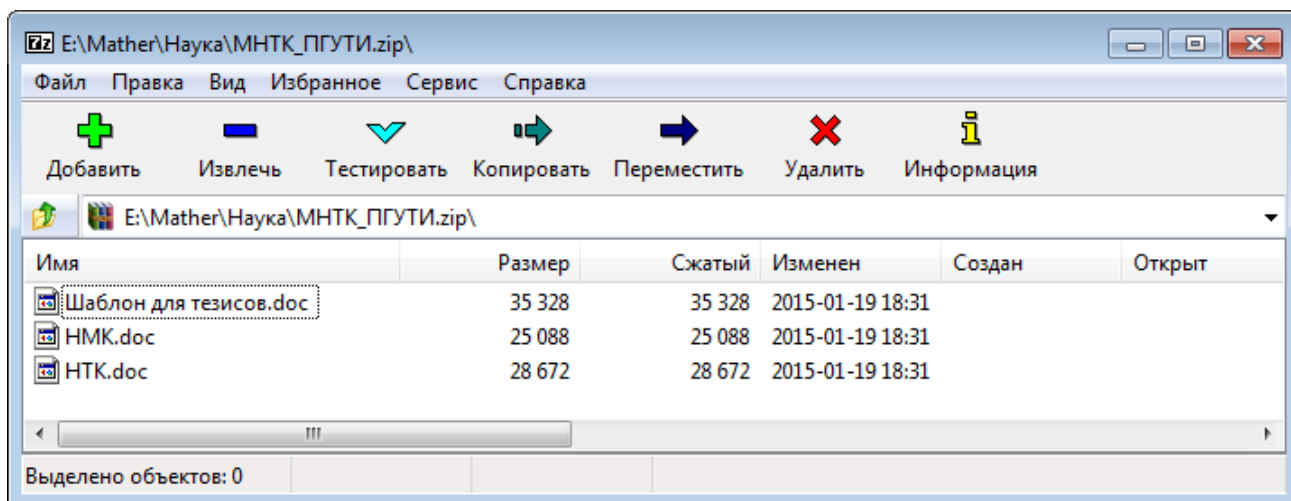 7z E:\Mather\Наука\МНТК_ПГУТИ.zip\
Файл Правка Вид Избранное Сервис Справка
Добавить Извлечь Тестировать Копировать Переместить Удалить Информация
E:\Mather\Наука\МНТК_ПГУТИ.zip\
Имя Размер Сжатый Изменен Создан Открыт
Шаблон для тезисов.doc 35 328 35 328 2015-01-19 18:31
НМК.doc 25 088 25 088 2015-01-19 18:31
НТК.doc 28 672 28 672 2015-01-19 18:31
Выделено объектов: 0